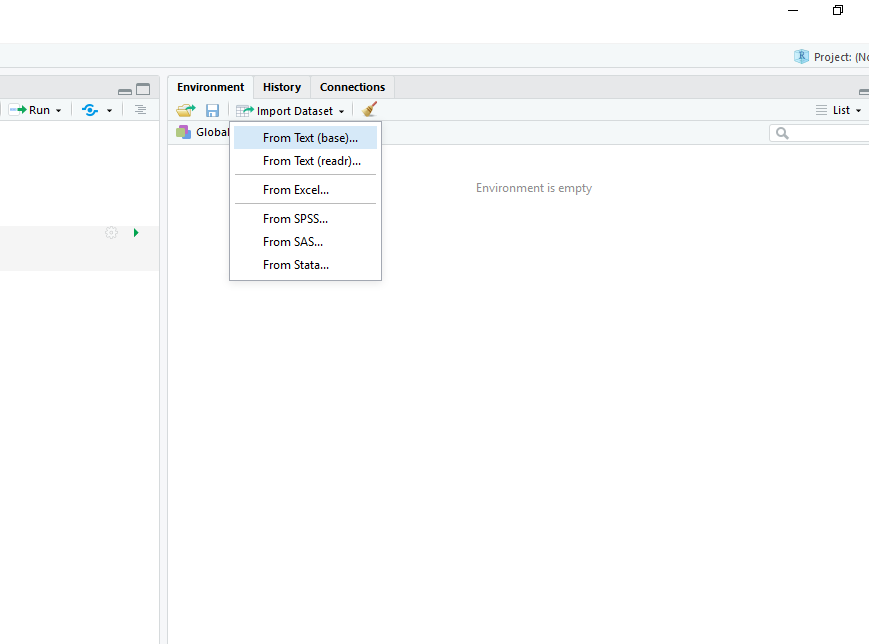 Project: (No
Environment History Connections
Run Import Dataset List
Global
From Text (base)...
From Text (readr)...
From Excel...
From SPSS...
From SAS...
From Stata...
Environment is empty